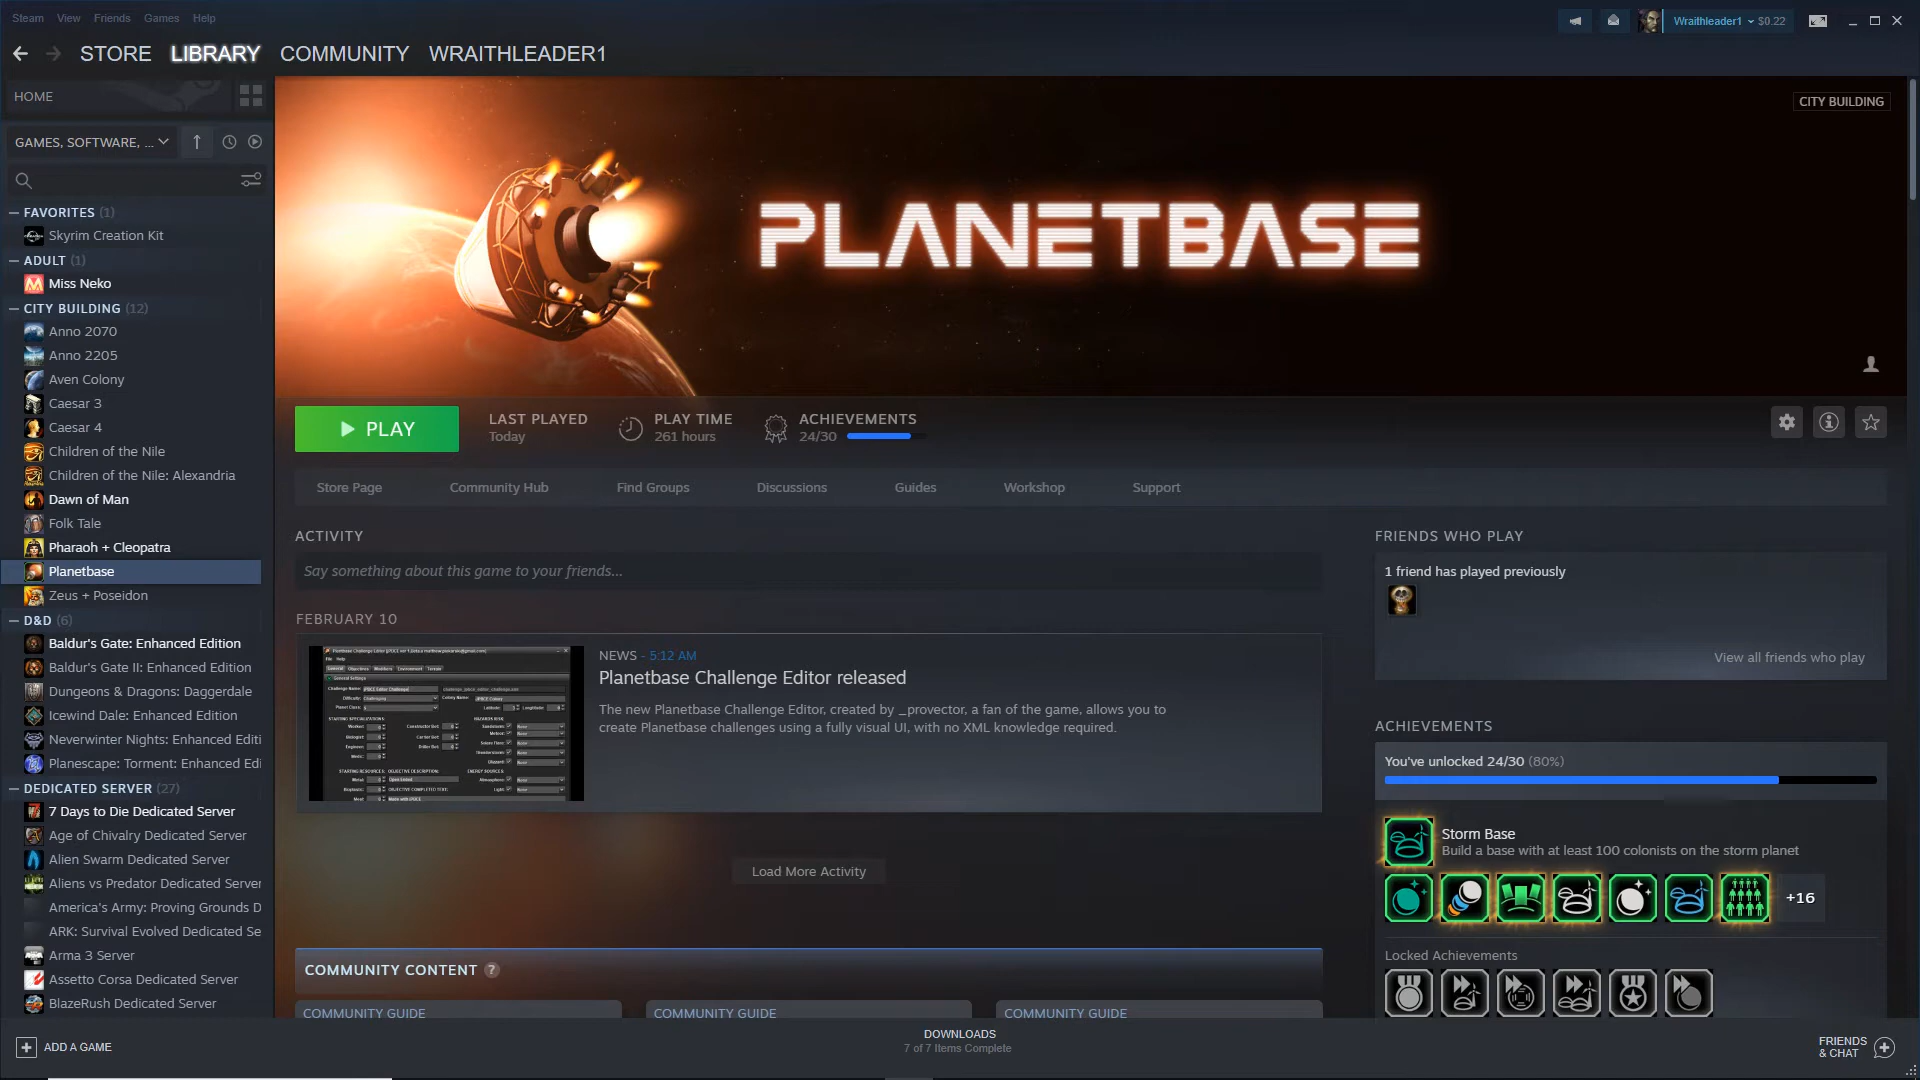 Steam View Friends Games Help
Wraithleader1 $0.22
STORE LIBRARY COMMUNITY WRAITHLEADER1
HOME
GAMES, SOFTWARE, ...
FAVORITES (1)
Skyrim Creation Kit
ADULT (1)
Miss Neko
CITY BUILDING (12)
Anno 2070
Anno 2205
Aven Colony
Caesar 3
Caesar 4
Children of the Nile
Children of the Nile: Alexandria
Dawn of Man
Folk Tale
Pharaoh + Cleopatra
Planetbase
Zeus + Poseidon
D&D (6)
Baldur's Gate: Enhanced Edition
Baldur's Gate II: Enhanced Edition
Dungeons & Dragons: Daggerdale
Icewind Dale: Enhanced Edition
Neverwinter Nights: Enhanced Editi
Planescape: Torment: Enhanced Edi
DEDICATED SERVER (27)
7 Days to Die Dedicated Server
Age of Chivalry Dedicated Server
Alien Swarm Dedicated Server
Aliens vs Predator Dedicated Server
America's Army: Proving Grounds D
ARK: Survival Evolved Dedicated Se
Arma 3 Server
Assetto Corsa Dedicated Server
BlazeRush Dedicated Server
ADD A GAME
CITY BUILDING
PLANETBASE
PLAY
LAST PLAYED
Today
PLAY TIME
261 hours
ACHIEVEMENTS
24/30
Store Page Community Hub Find Groups Discussions Guides Workshop Support
ACTIVITY
Say something about this game to your friends...
FEBRUARY 10
NEWS - 5:12 AM
Planetbase Challenge Editor released
The new Planetbase Challenge Editor, created by _provector, a fan of the game, allows you to
create Planetbase challenges using a fully visual UI, with no XML knowledge required.
Load More Activity
COMMUNITY CONTENT ?
COMMUNITY GUIDE
COMMUNITY GUIDE
COMMUNITY GUIDE
FRIENDS WHO PLAY
1 friend has played previously
View all friends who play
ACHIEVEMENTS
You've unlocked 24/30 (80%)
Storm Base
Build a base with at least 100 colonists on the storm planet
+16
Locked Achievements
DOWNLOADS
7 of 7 Items Complete
FRIENDS
& CHAT